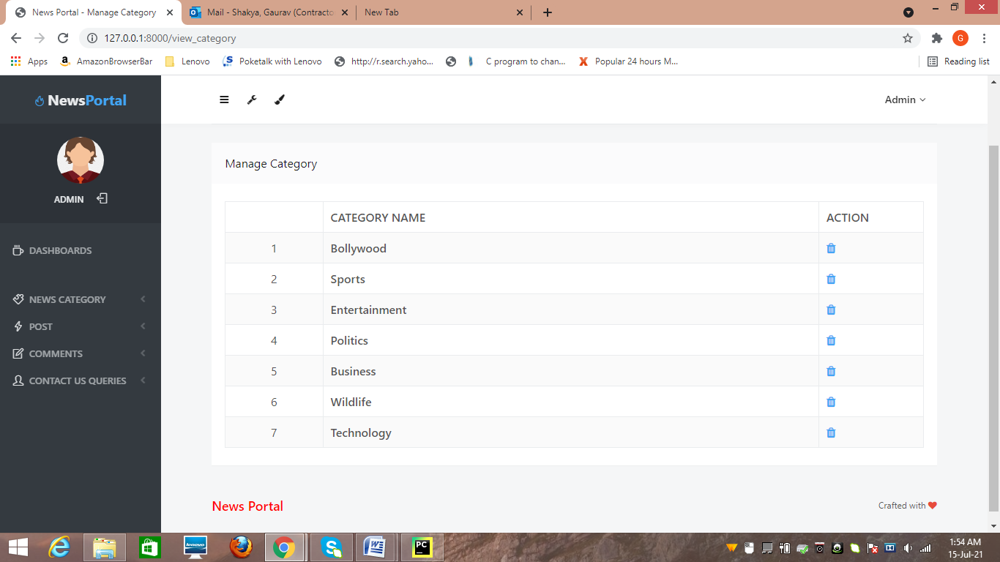 News Portal - Manage Category
Mail - Shakya, Gaurav (Contracto
New Tab
127.0.0.1:8000/view_category
G
Apps
AmazonBrowserBar
Lenovo
Poketalk with Lenovo
http://r.search.yaho...
C program to chan...
Popular 24 hours M...
Reading list
NewsPortal
Admin
ADMIN
DASHBOARDS
NEWS CATEGORY
POST
COMMENTS
CONTACT US QUERIES
Manage Category
CATEGORY NAME ACTION
1 Bollywood
2 Sports
3 Entertainment
4 Politics
5 Business
6 Wildlife
7 Technology
News Portal
Crafted with
lenovo
PC
1:54 AM
15-Jul-21